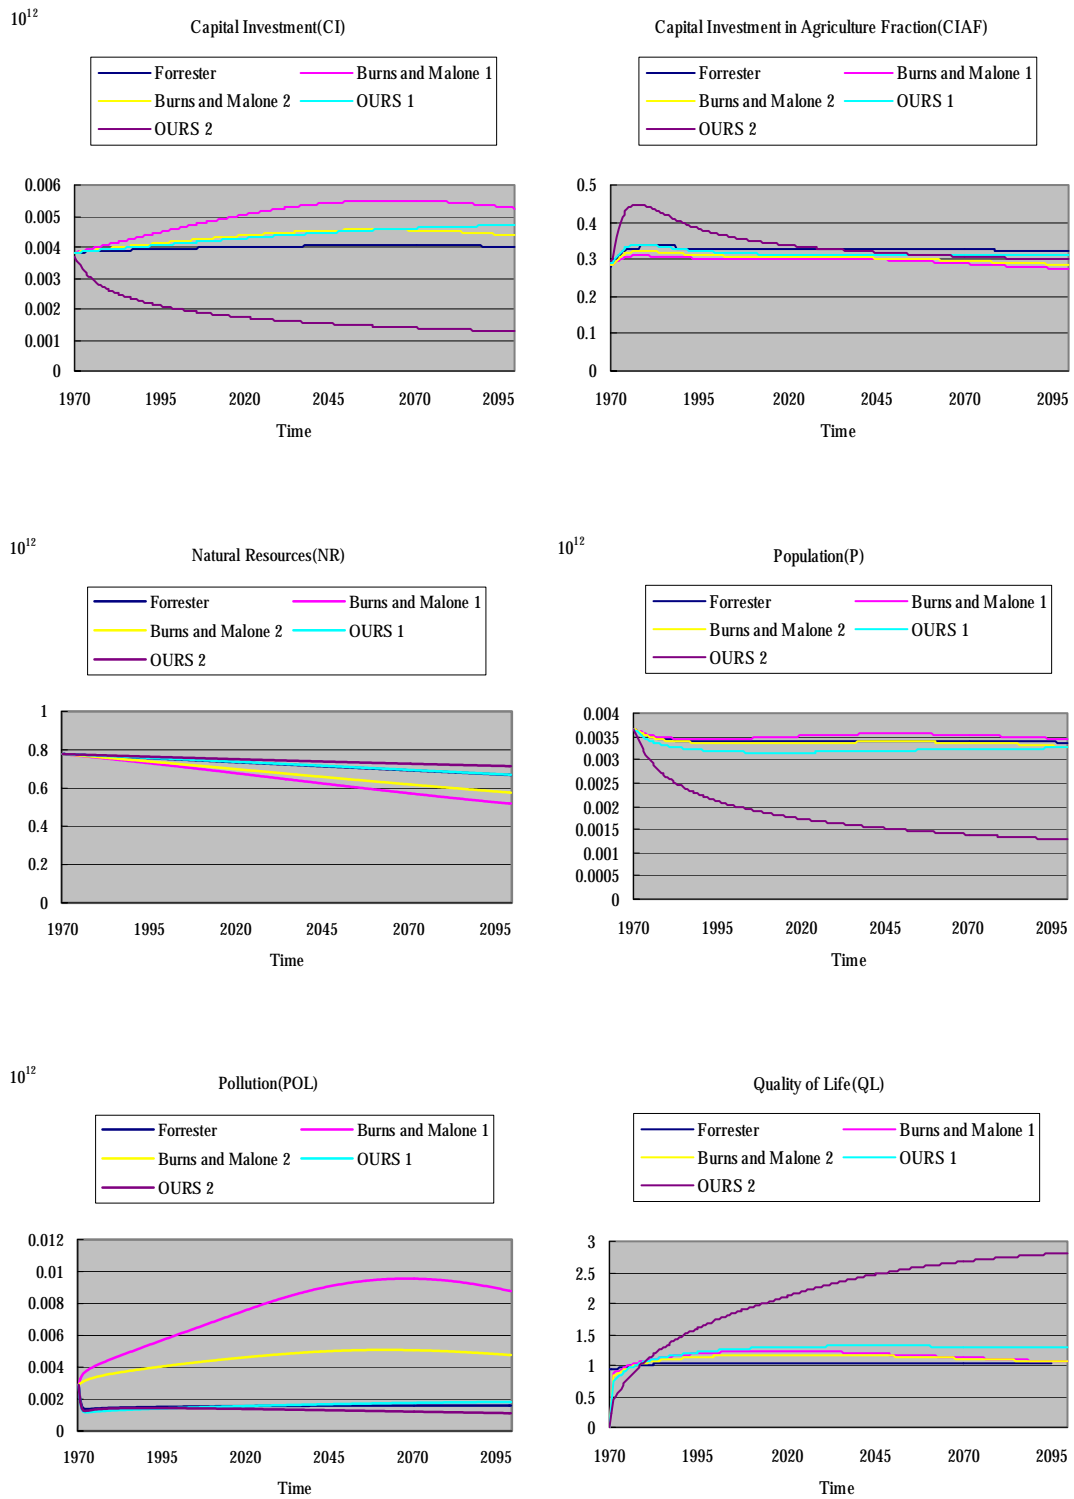 10^12
Capital Investment(CI)
Forrester
Burns and Malone 1
Burns and Malone 2
OURS 1
OURS 2
0.006
0.005
0.004
0.003
0.002
0.001
0
1970 1995 2020 2045 2070 2095
Time
Capital Investment in Agriculture Fraction(CIAF)
Forrester
Burns and Malone 1
Burns and Malone 2
OURS 1
OURS 2
0.5
0.4
0.3
0.2
0.1
0
1970 1995 2020 2045 2070 2095
Time
10^12
Natural Resources(NR)
Forrester
Burns and Malone 1
Burns and Malone 2
OURS 1
OURS 2
1
0.8
0.6
0.4
0.2
0
1970 1995 2020 2045 2070 2095
Time
10^12
Population(P)
Forrester
Burns and Malone 1
Burns and Malone 2
OURS 1
OURS 2
0.004
0.0035
0.003
0.0025
0.002
0.0015
0.001
0.0005
0
1970 1995 2020 2045 2070 2095
Time
10^12
Pollution(POL)
Forrester
Burns and Malone 1
Burns and Malone 2
OURS 1
OURS 2
0.012
0.01
0.008
0.006
0.004
0.002
0
1970 1995 2020 2045 2070 2095
Time
Quality of Life(QL)
Forrester
Burns and Malone 1
Burns and Malone 2
OURS 1
OURS 2
3
2.5
2
1.5
1
0.5
0
1970 1995 2020 2045 2070 2095
Time